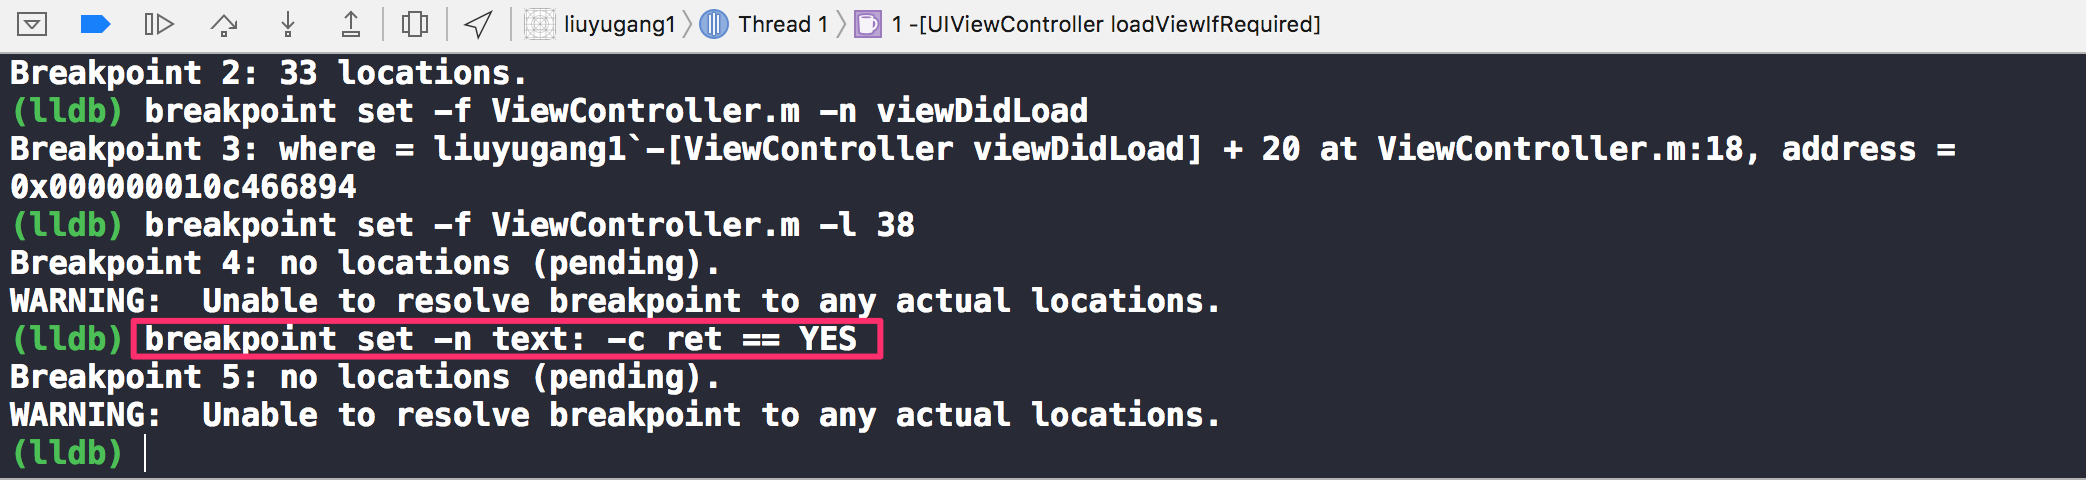 liuyugang1 Thread 1 1 -[UIViewController loadViewIfRequired]
Breakpoint 2: 33 locations.
(lldb) breakpoint set -f ViewController.m -n viewDidLoad
Breakpoint 3: where = liuyugang1`-[ViewController viewDidLoad] + 20 at ViewController.m:18, address =
0x000000010c466894
(lldb) breakpoint set -f ViewController.m -l 38
Breakpoint 4: no locations (pending).
WARNING:  Unable to resolve breakpoint to any actual locations.
(lldb) breakpoint set -n text: -c ret == YES
Breakpoint 5: no locations (pending).
WARNING:  Unable to resolve breakpoint to any actual locations.
(lldb)